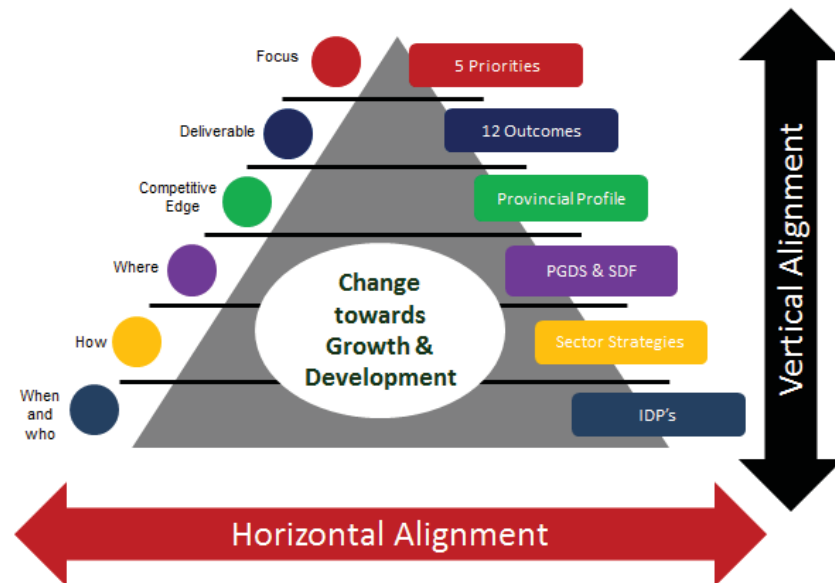 Focus
5 Priorities
Deliverable
12 Outcomes
Competitive
Edge
Provincial Profile
Where
PGDS & SDF
Change
towards
Growth &
Development
How
Sector Strategies
When
and
who
IDP's
Vertical Alignment
Horizontal Alignment